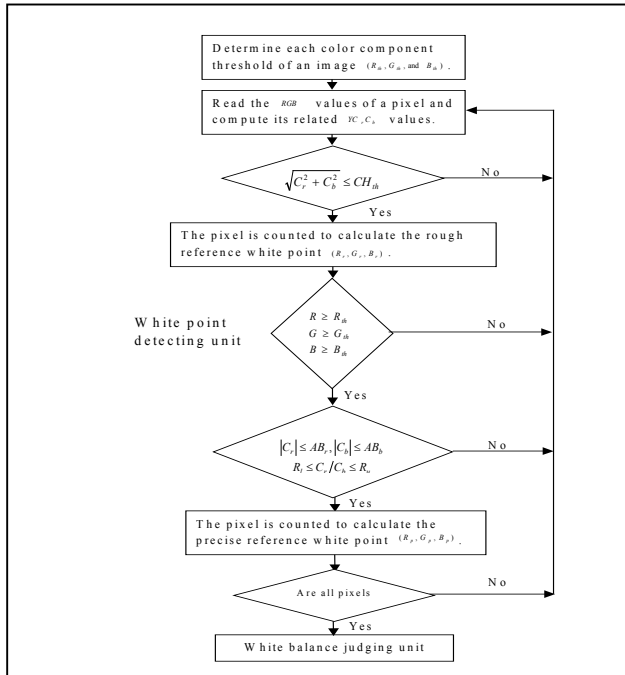 Determine each color component
threshold of an image (R_th, G_th, and B_th).
Read the RGB values of a pixel and
compute its related YC_rC_b values.
√(C_r^2 + C_b^2) ≤ CH_th
No
Yes
The pixel is counted to calculate the rough
reference white point (R_r, G_r, B_r).
White point
detecting unit
R ≥ R_th
G ≥ G_th
B ≥ B_th
No
Yes
|C_r| ≤ AB_r, |C_b| ≤ AB_b
R_l ≤ C_r/C_b ≤ R_u
No
Yes
The pixel is counted to calculate the
precise reference white point (R_p, G_p, B_p).
Are all pixels
No
Yes
White balance judging unit